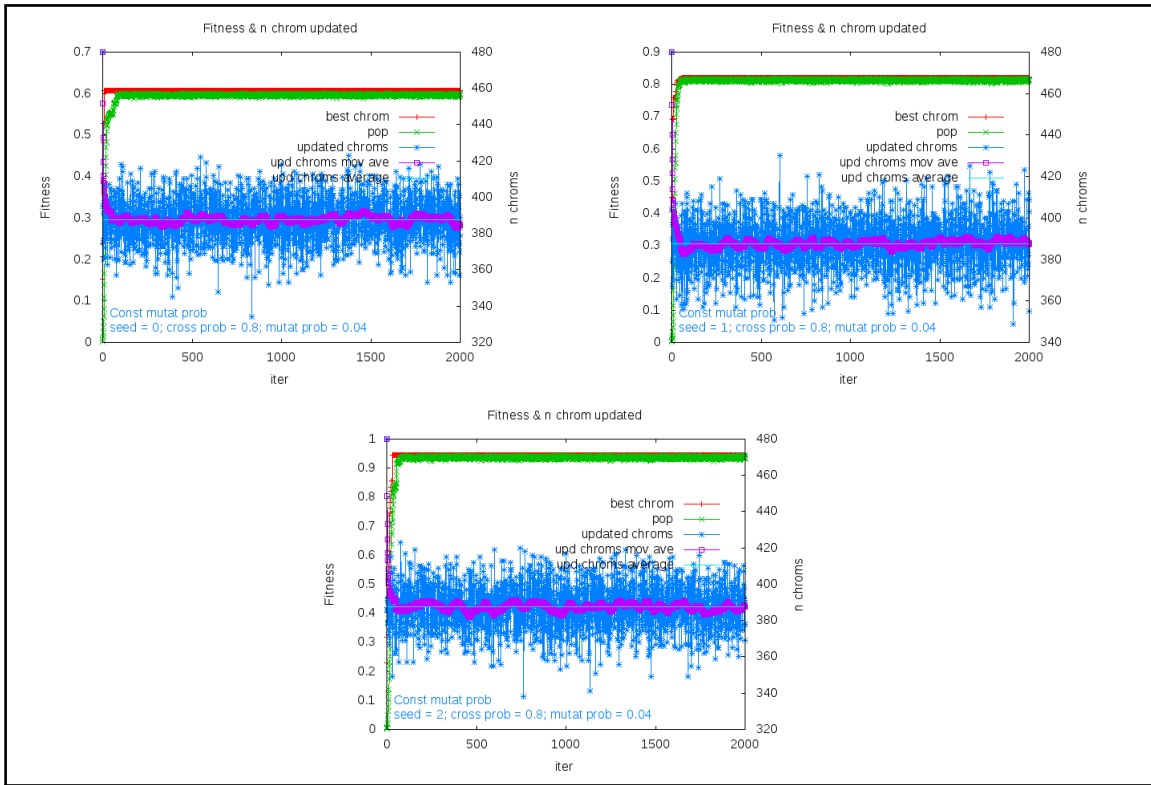 Fitness & n chrom updated
0.7
0.6
0.5
0.4
0.3
0.2
0.1
0
Fitness
480
460
440
420
400
380
360
340
320
n chroms
best chrom
pop
updated chroms
upd chroms mov ave
upd chroms average
Const mutat prob
seed = 0; cross prob = 0.8; mutat prob = 0.04
0 500 1000 1500 2000
iter
Fitness & n chrom updated
0.9
0.8
0.7
0.6
0.5
0.4
0.3
0.2
0.1
0
Fitness
480
460
440
420
400
380
360
340
n chroms
best chrom
pop
updated chroms
upd chroms mov ave
upd chroms average
Const mutat prob
seed = 1; cross prob = 0.8; mutat prob = 0.04
0 500 1000 1500 2000
iter
Fitness & n chrom updated
1
0.9
0.8
0.7
0.6
0.5
0.4
0.3
0.2
0.1
0
Fitness
480
460
440
420
400
380
360
340
320
n chroms
best chrom
pop
updated chroms
upd chroms mov ave
upd chroms average
Const mutat prob
seed = 2; cross prob = 0.8; mutat prob = 0.04
0 500 1000 1500 2000
iter